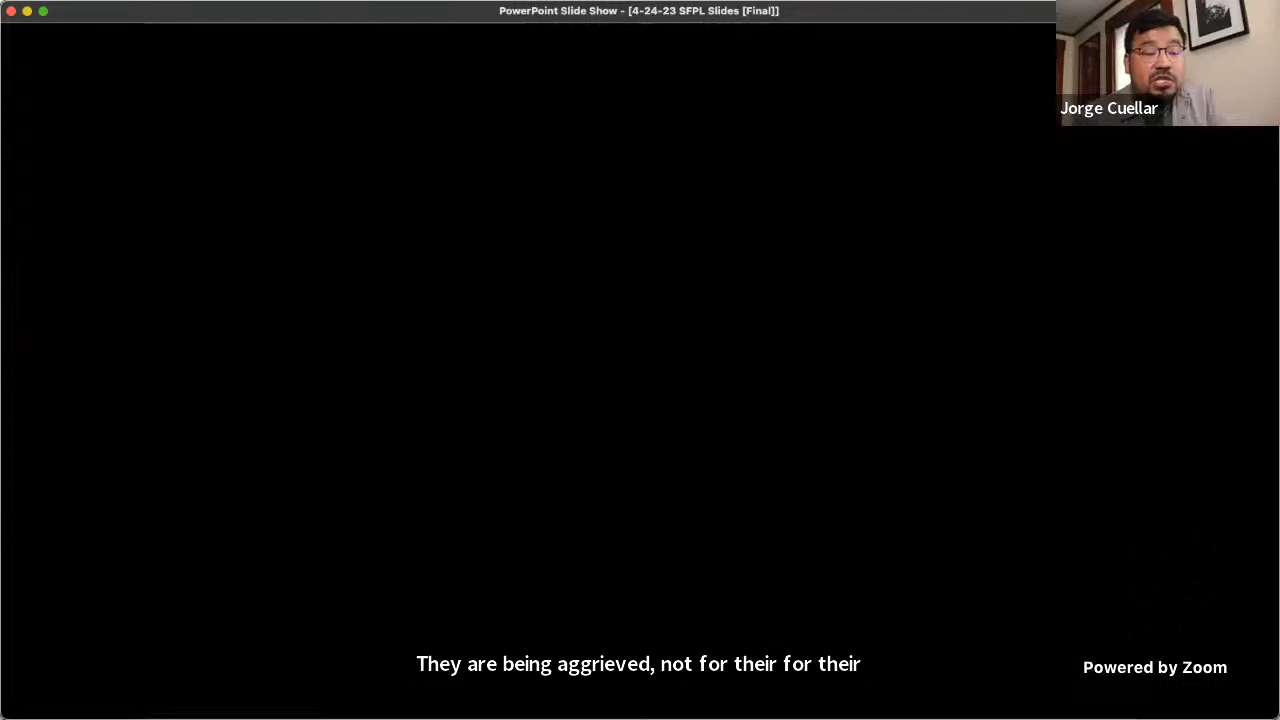 PowerPoint Slide Show - [4-24-23 SFPL Slides [Final]]
Jorge Cuellar
They are being aggrieved, not for their for their
Powered by Zoom